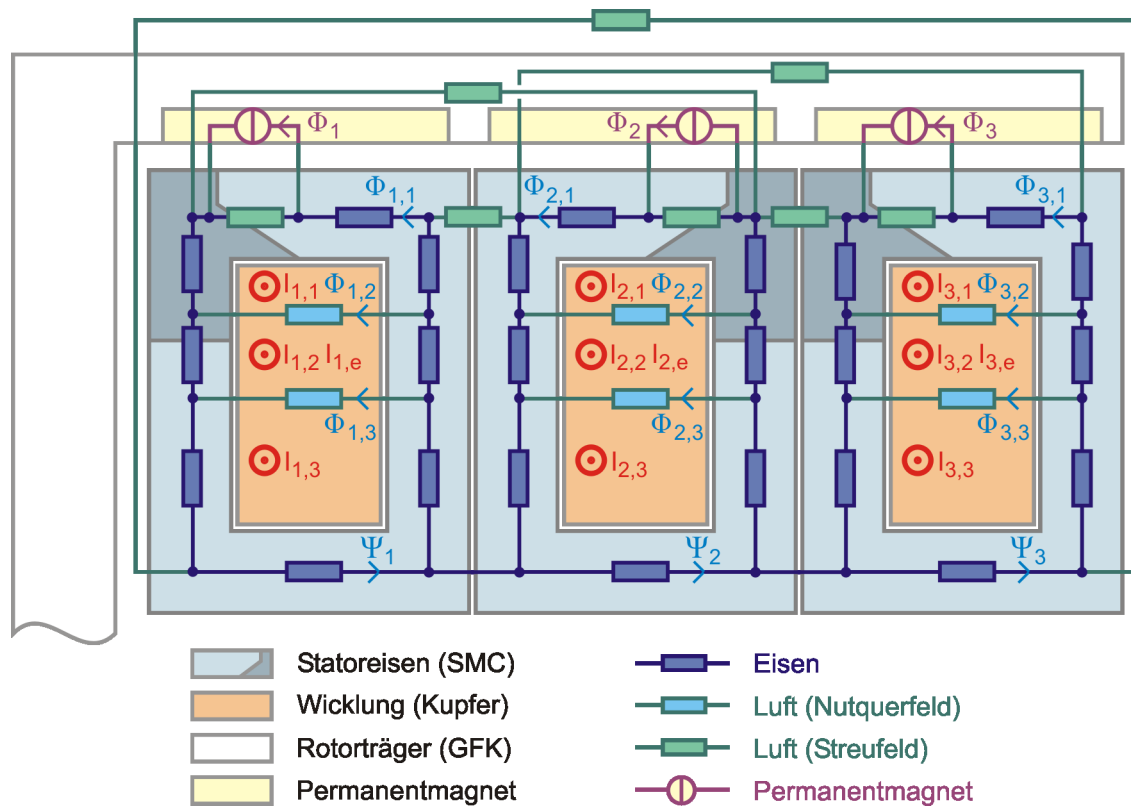 Φ1 Φ2 Φ3
Φ1,1 Φ2,1 Φ3,1
I1,1 Φ1,2 I2,1 Φ2,2 I3,1 Φ3,2
I1,2 I1,e I2,2 I2,e I3,2 I3,e
Φ1,3 Φ2,3 Φ3,3
I1,3 I2,3 I3,3
Ψ1 Ψ2 Ψ3
Statoreisen (SMC) Eisen
Wicklung (Kupfer) Luft (Nutquerfeld)
Rotorträger (GFK) Luft (Streufeld)
Permanentmagnet Permanentmagnet